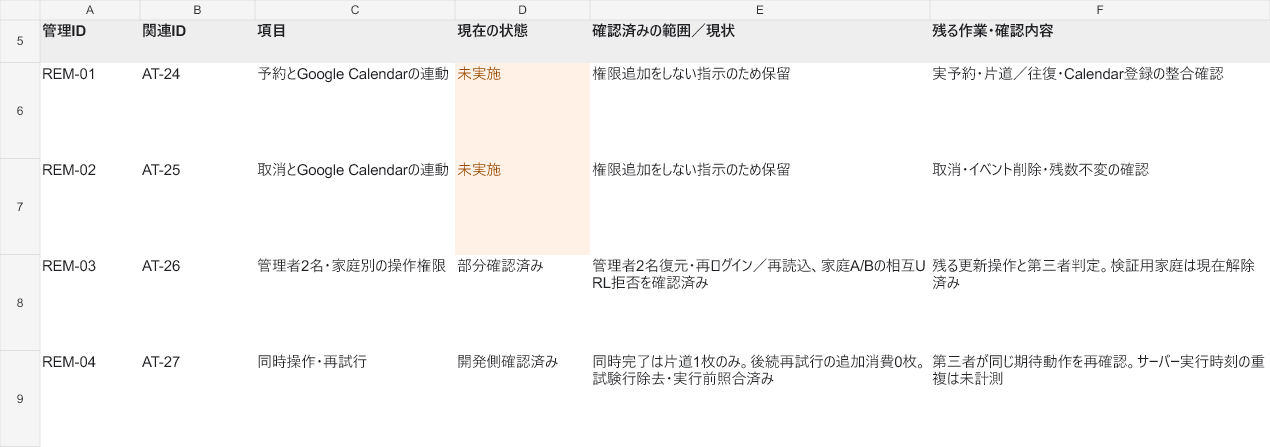 A B C D E F
5 管理ID 関連ID 項目 現在の状態 確認済みの範囲／現状 残る作業・確認内容
6 REM-01 AT-24 予約とGoogle Calendarの連動 未実施 権限追加をしない指示のため保留 実予約・片道／往復・Calendar登録の整合確認
7 REM-02 AT-25 取消とGoogle Calendarの連動 未実施 権限追加をしない指示のため保留 取消・イベント削除・残数不変の確認
8 REM-03 AT-26 管理者2名・家庭別の操作権限 部分確認済み 管理者2名復元・再ログイン／再読込、家庭A/Bの相互U 残る更新操作と第三者判定。検証用家庭は現在解除
RL拒否を確認済み 済み
9 REM-04 AT-27 同時操作・再試行 開発側確認済み 同時完了は片道1枚のみ。後続再試行の追加消費0枚。 第三者が同じ期待動作を再確認。サーバー実行時刻の重
試験行除去・実行前照合済み 複は未計測